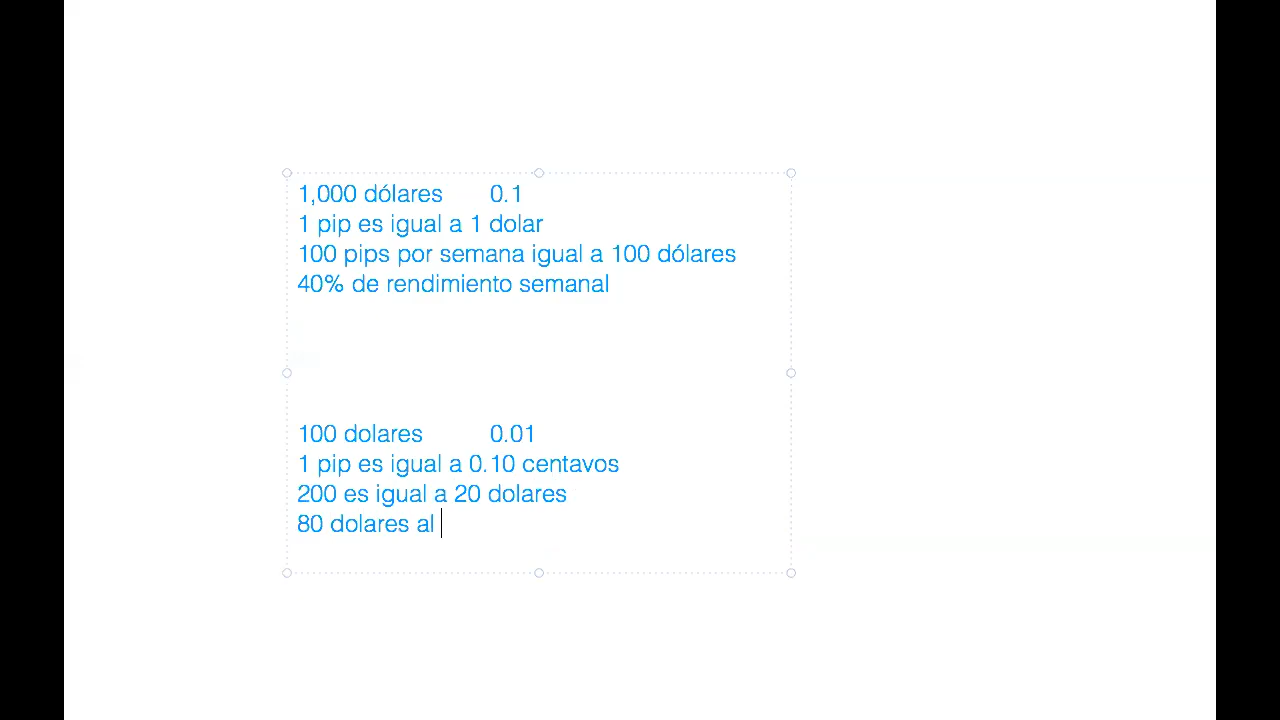 1,000 dólares 0.1
1 pip es igual a 1 dolar
100 pips por semana igual a 100 dólares
40% de rendimiento semanal
100 dolares 0.01
1 pip es igual a 0.10 centavos
200 es igual a 20 dolares
80 dolares al